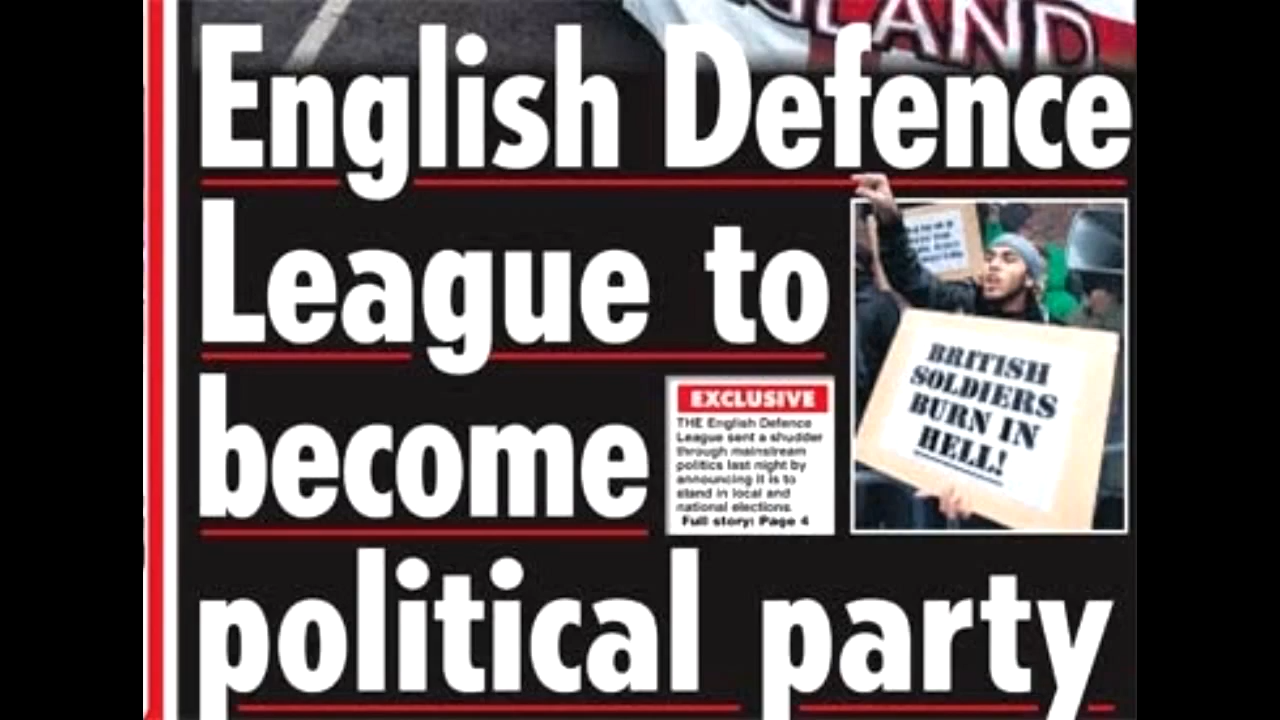 GLAND
English Defence
League to
become
political party
EXCLUSIVE
THE English Defence
League sent a shudder
through mainstream
politics last night by
announcing it is to
stand in local and
national elections.
Full story: Page 4
BRITISH
SOLDIERS
BURN IN
HELL!